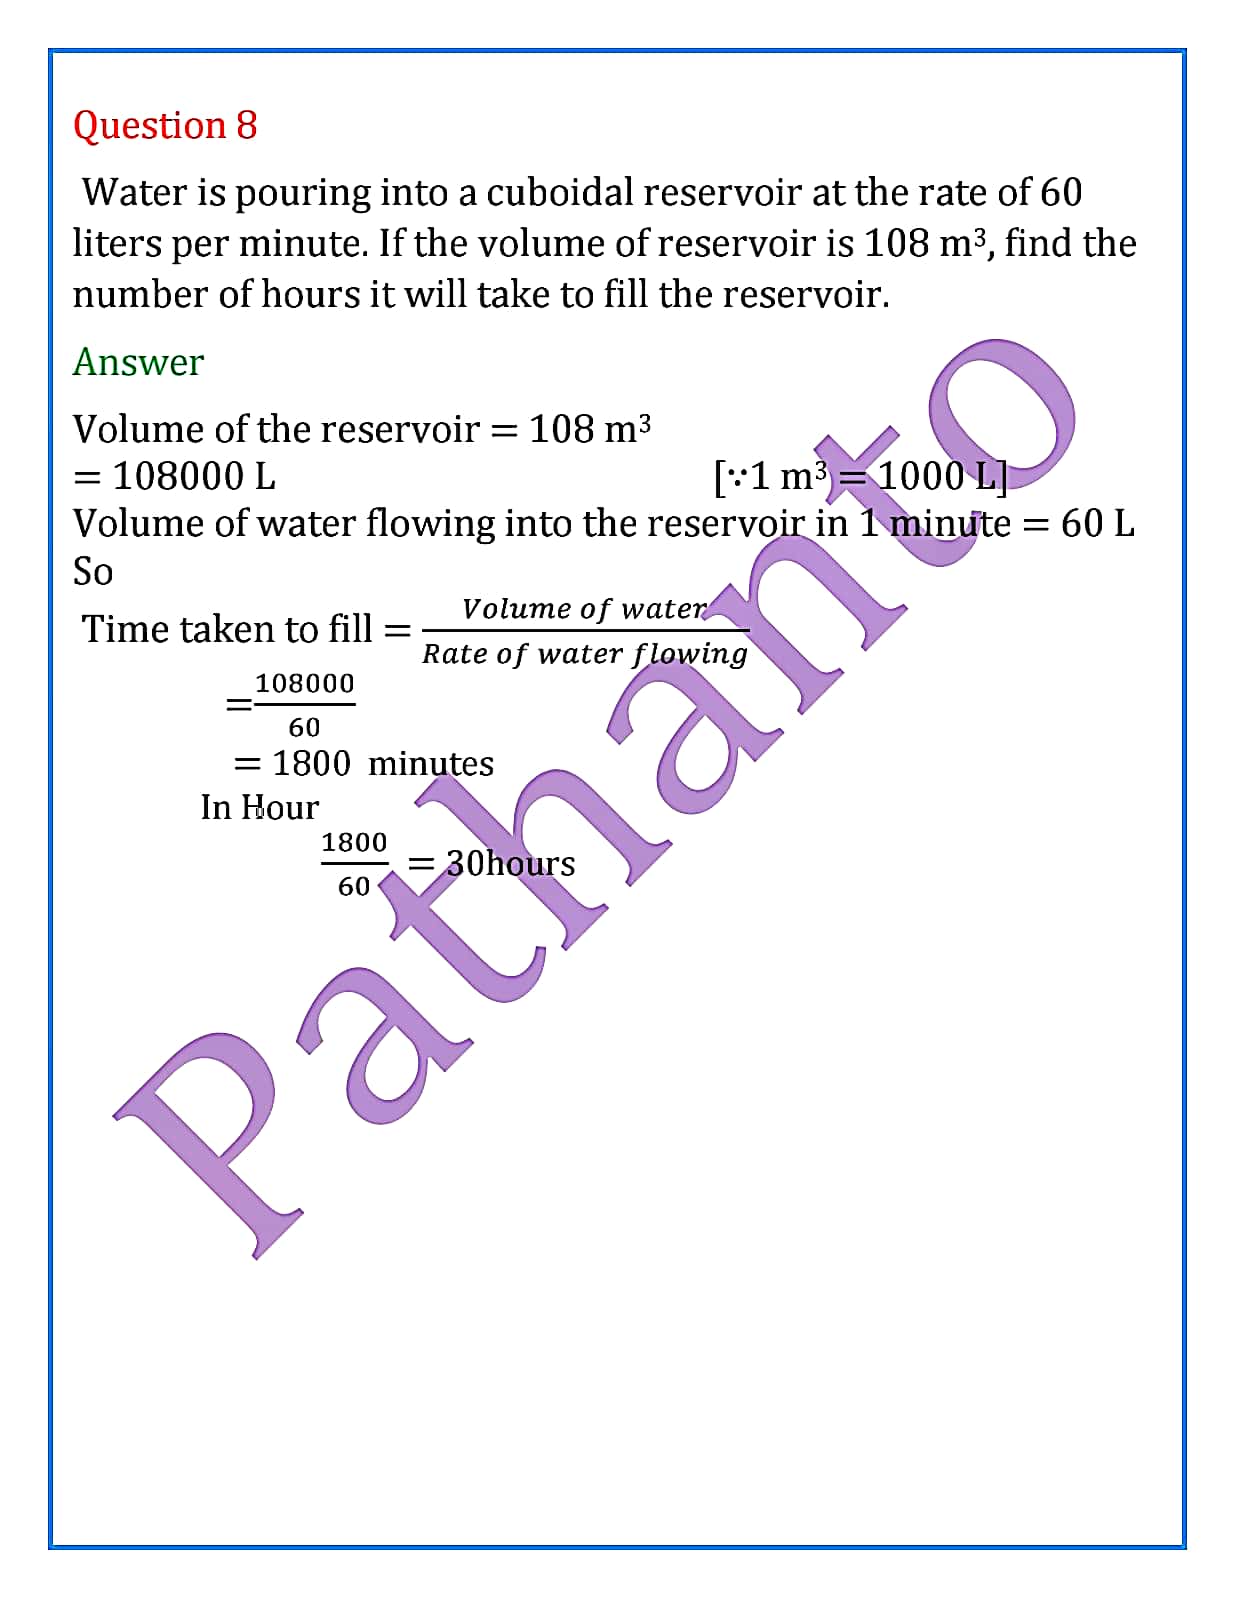 Question 8
Water is pouring into a cuboidal reservoir at the rate of 60
liters per minute. If the volume of reservoir is 108 m³, find the
number of hours it will take to fill the reservoir.
Answer
Volume of the reservoir = 108 m³
= 108000 L [∵1 m³ = 1000 L]
Volume of water flowing into the reservoir in 1 minute = 60 L
So
Time taken to fill = Volume of water / Rate of water flowing
= 108000 / 60
= 1800 minutes
In Hour
1800 / 60 = 30hours
Pathanto